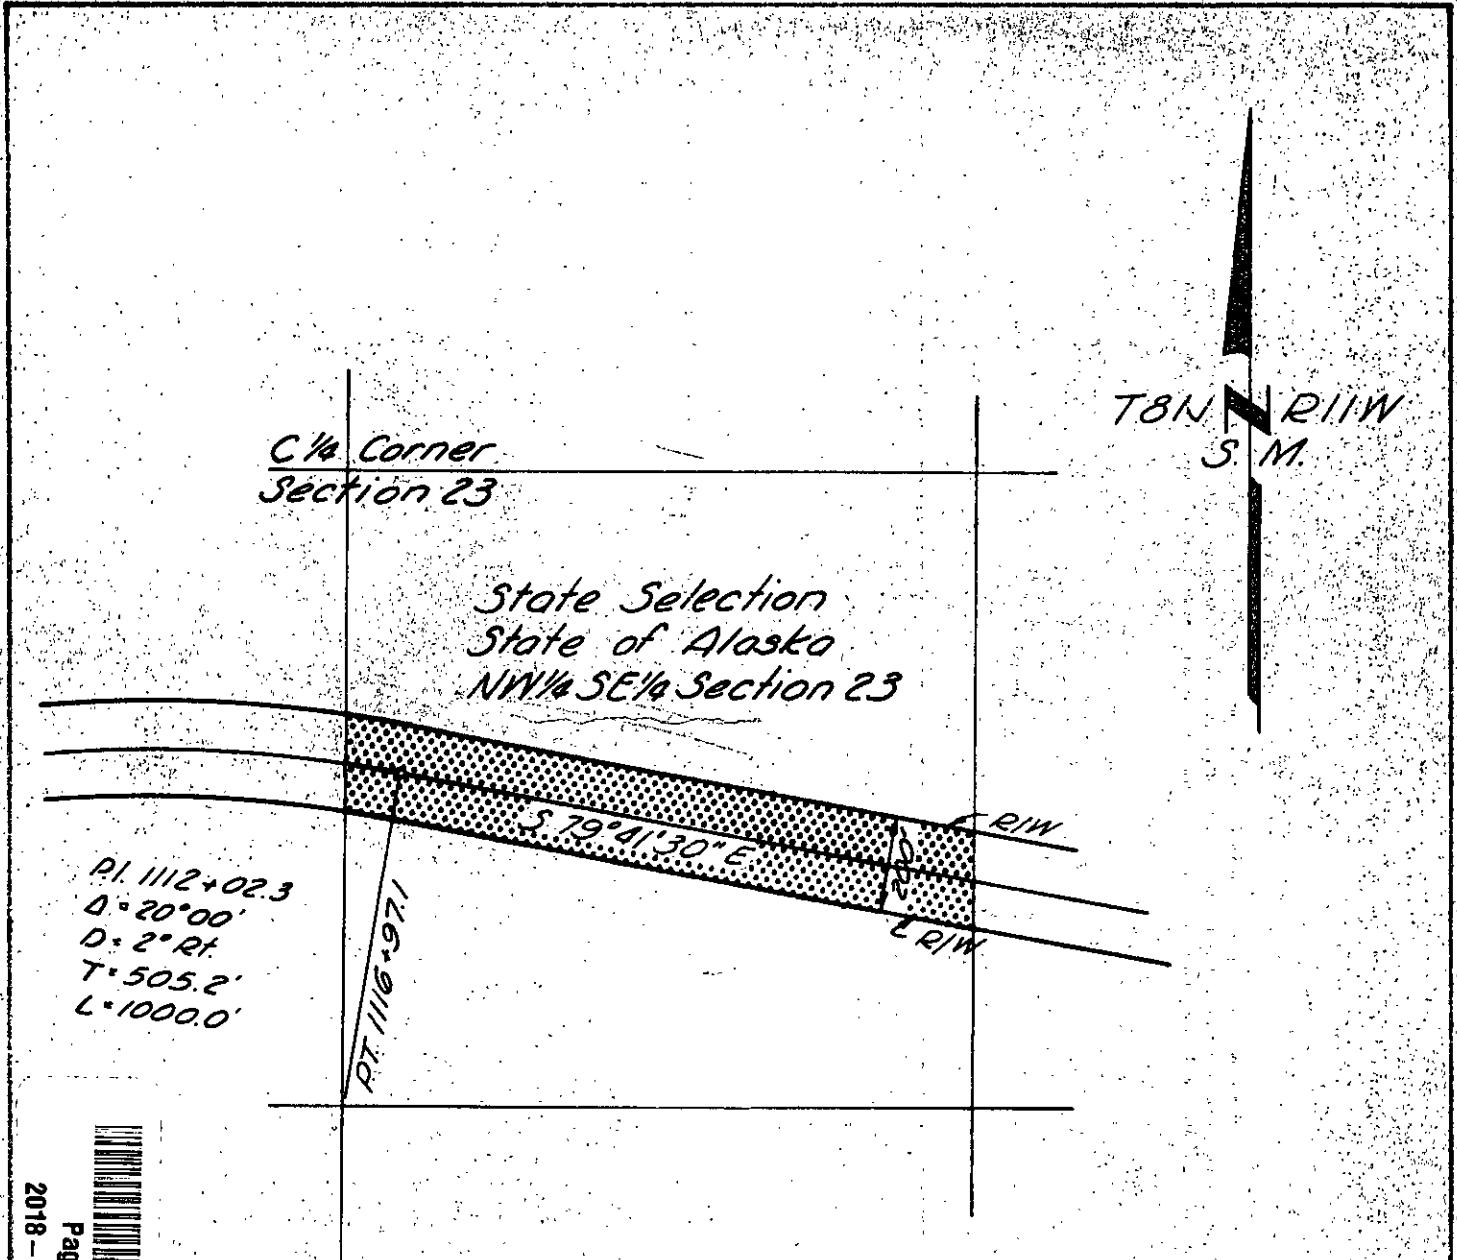 T8N N R11W
S. M.
C 1/4 Corner
Section 23
State Selection
State of Alaska
NW1/4 SE1/4 Section 23
S 79°41'30" E
200'
R/W
R/W
P.I. 1112+02.3
Δ = 20°00'
D = 2° Rt.
T = 505.2'
L = 1000.0'
P.T. 1116+97.1
Pag
2018 –